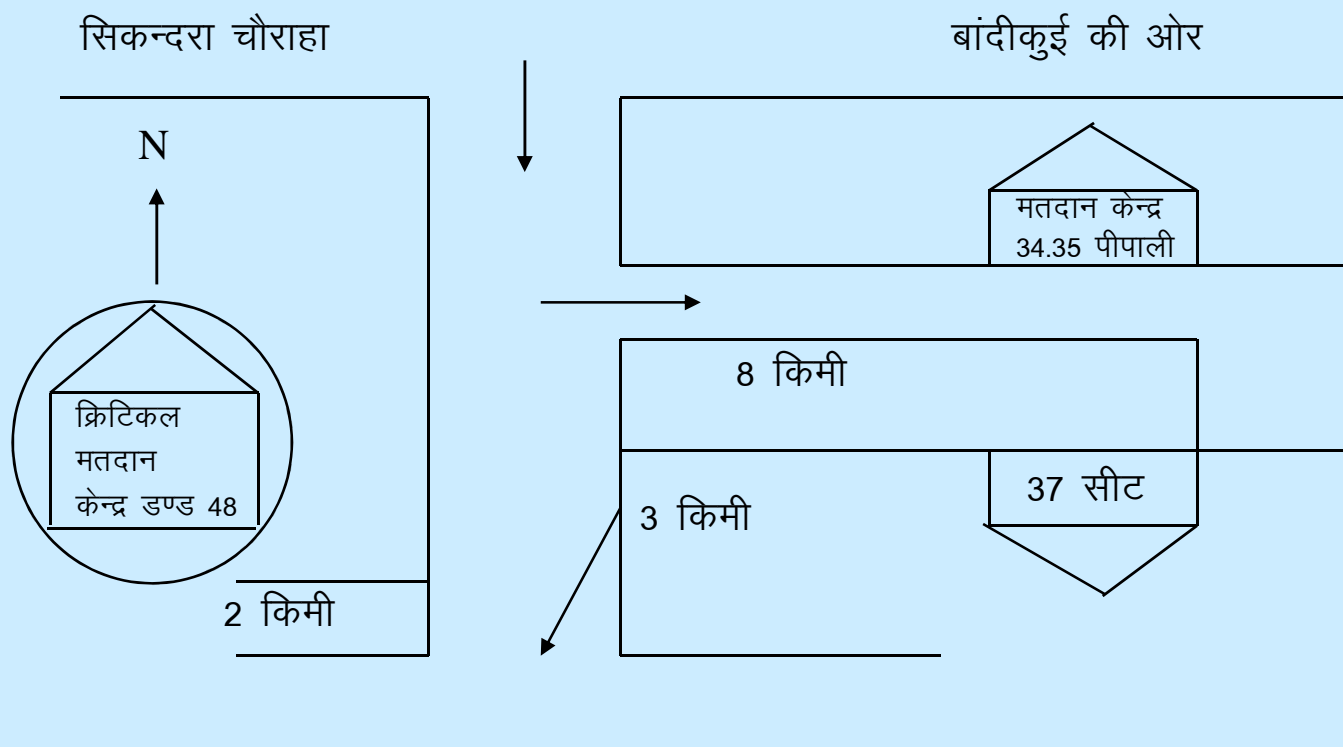 सिकन्दरा चौराहा
बांदीकुई की ओर
N
मतदान केन्द्र
34.35 पीपाली
8 किमी
क्रिटिकल
मतदान
केन्द्र डण्ड 48
37 सीट
3 किमी
2 किमी